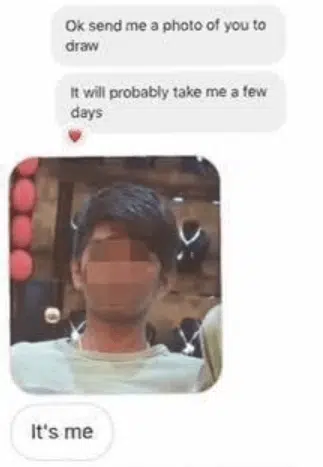 Ok send me a photo of you to
draw
It will probably take me a few
days
It's me